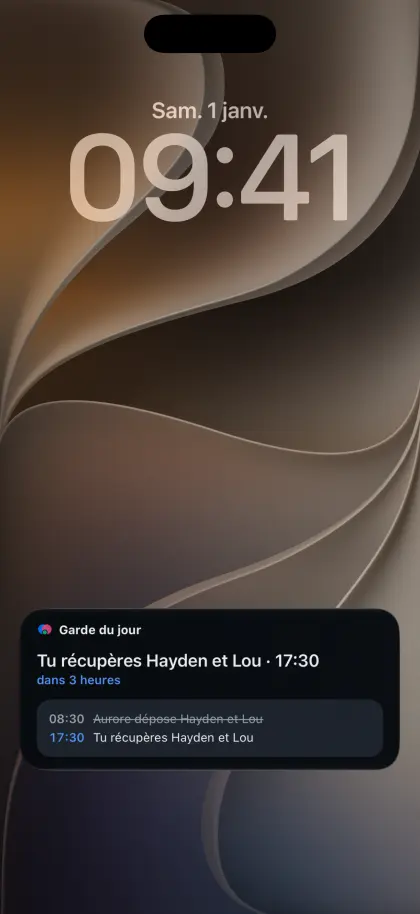 Sam. 1 janv.
09:41
Garde du jour
Tu récupères Hayden et Lou · 17:30
dans 3 heures
08:30 Aurore dépose Hayden et Lou
17:30 Tu récupères Hayden et Lou